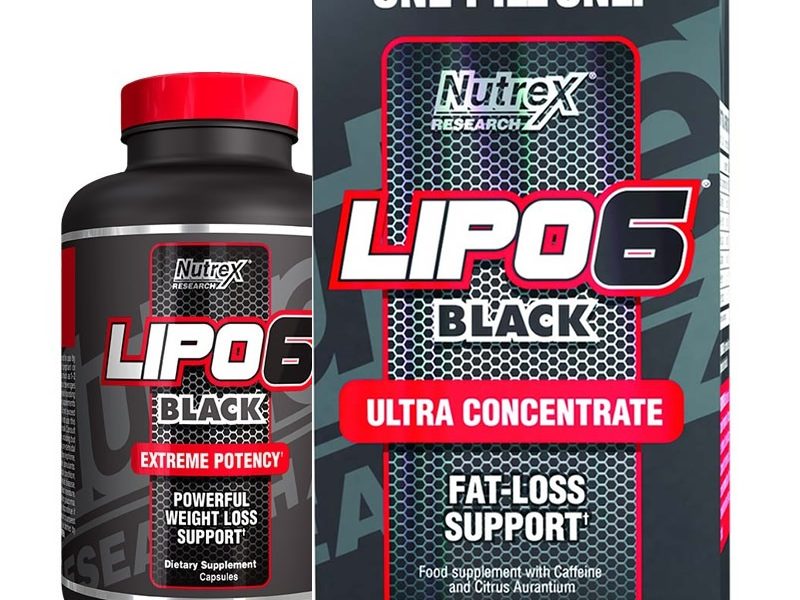 Nutrex®
RESEARCH
LIPO6
BLACK
EXTREME POTENCY†
POWERFUL
WEIGHT LOSS
SUPPORT†
Dietary Supplement
Capsules
Nutrex®
RESEARCH
LIPO6®
BLACK
ULTRA CONCENTRATE
FAT-LOSS
SUPPORT†
Food supplement with Caffeine
and Citrus Aurantium